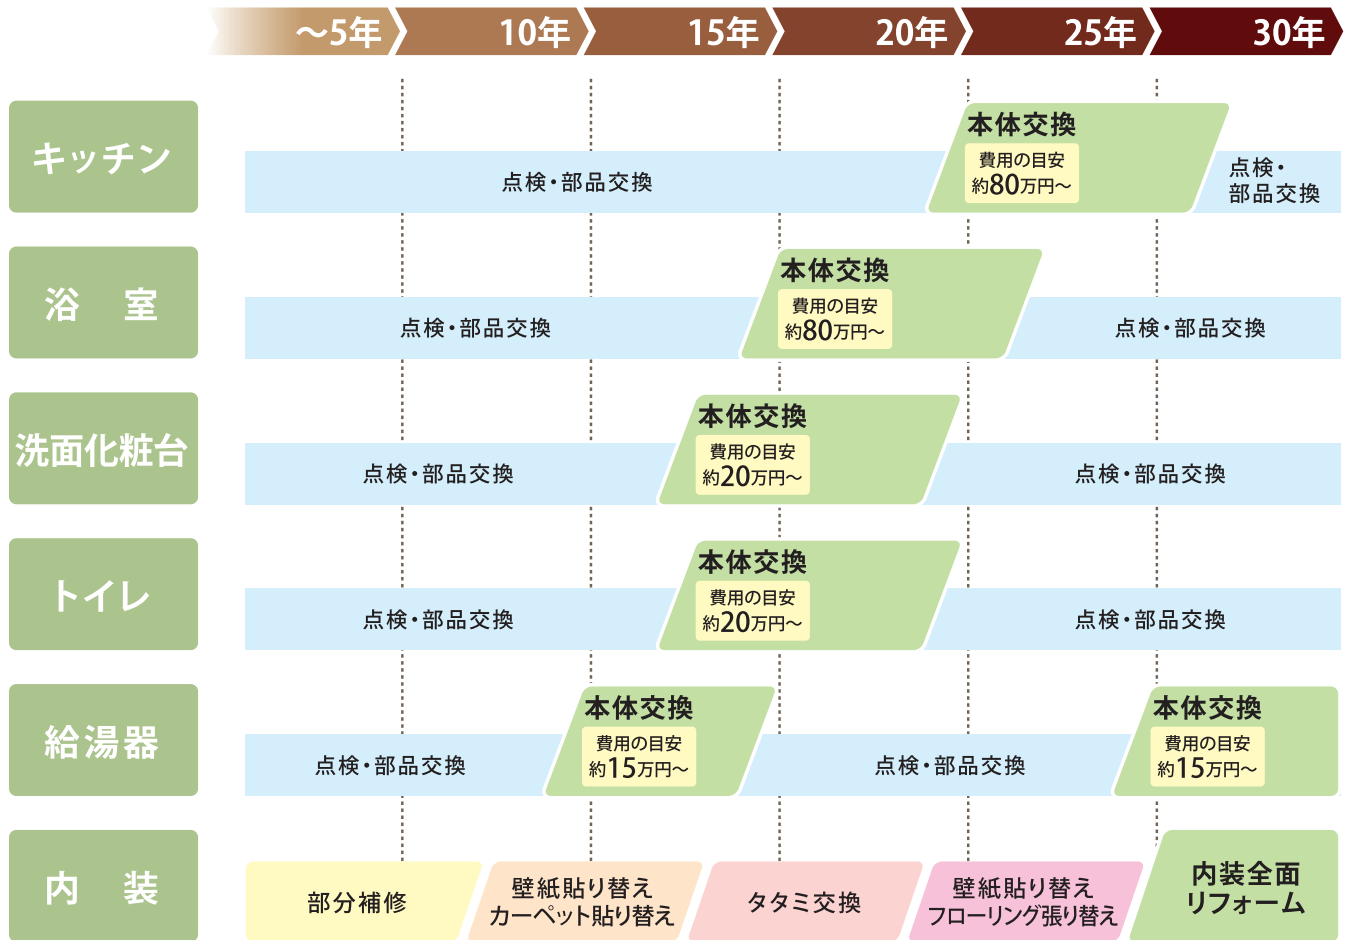 ～5年
10年
15年
20年
25年
30年
キッチン
点検・部品交換
本体交換
費用の目安
約80万円～
点検・
部品交換
浴　室
点検・部品交換
本体交換
費用の目安
約80万円～
点検・部品交換
洗面化粧台
点検・部品交換
本体交換
費用の目安
約20万円～
点検・部品交換
トイレ
点検・部品交換
本体交換
費用の目安
約20万円～
点検・部品交換
給湯器
点検・部品交換
本体交換
費用の目安
約15万円～
点検・部品交換
本体交換
費用の目安
約15万円～
内　装
部分補修
壁紙貼り替え
カーペット貼り替え
タタミ交換
壁紙貼り替え
フローリング張り替え
内装全面
リフォーム